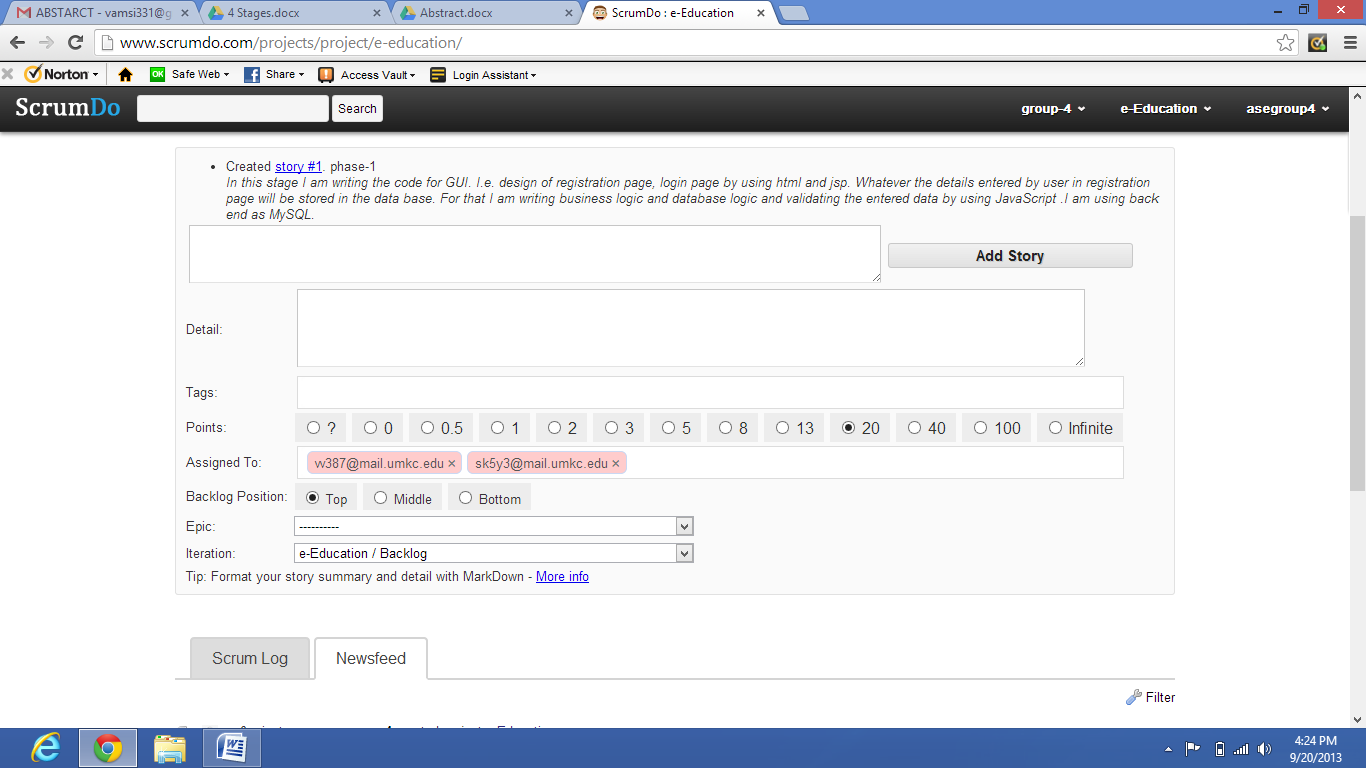 ABSTARCT - vamsi331@g
4 Stages.docx
Abstract.docx
ScrumDo : e-Education
www.scrumdo.com/projects/project/e-education/
Norton
OK Safe Web
Share
Access Vault
Login Assistant
ScrumDo
Search
group-4
e-Education
asegroup4
Created story #1. phase-1
In this stage I am writing the code for GUI. I.e. design of registration page, login page by using html and jsp. Whatever the details entered by user in registration
page will be stored in the data base. For that I am writing business logic and database logic and validating the entered data by using JavaScript .I am using back
end as MySQL.
Add Story
Detail:
Tags:
Points: ? 0 0.5 1 2 3 5 8 13 20 40 100 Infinite
Assigned To: vv387@mail.umkc.edu × sk5y3@mail.umkc.edu ×
Backlog Position: Top Middle Bottom
Epic: ----------
Iteration: e-Education / Backlog
Tip: Format your story summary and detail with MarkDown - More info
Scrum Log
Newsfeed
Filter
4:24 PM
9/20/2013